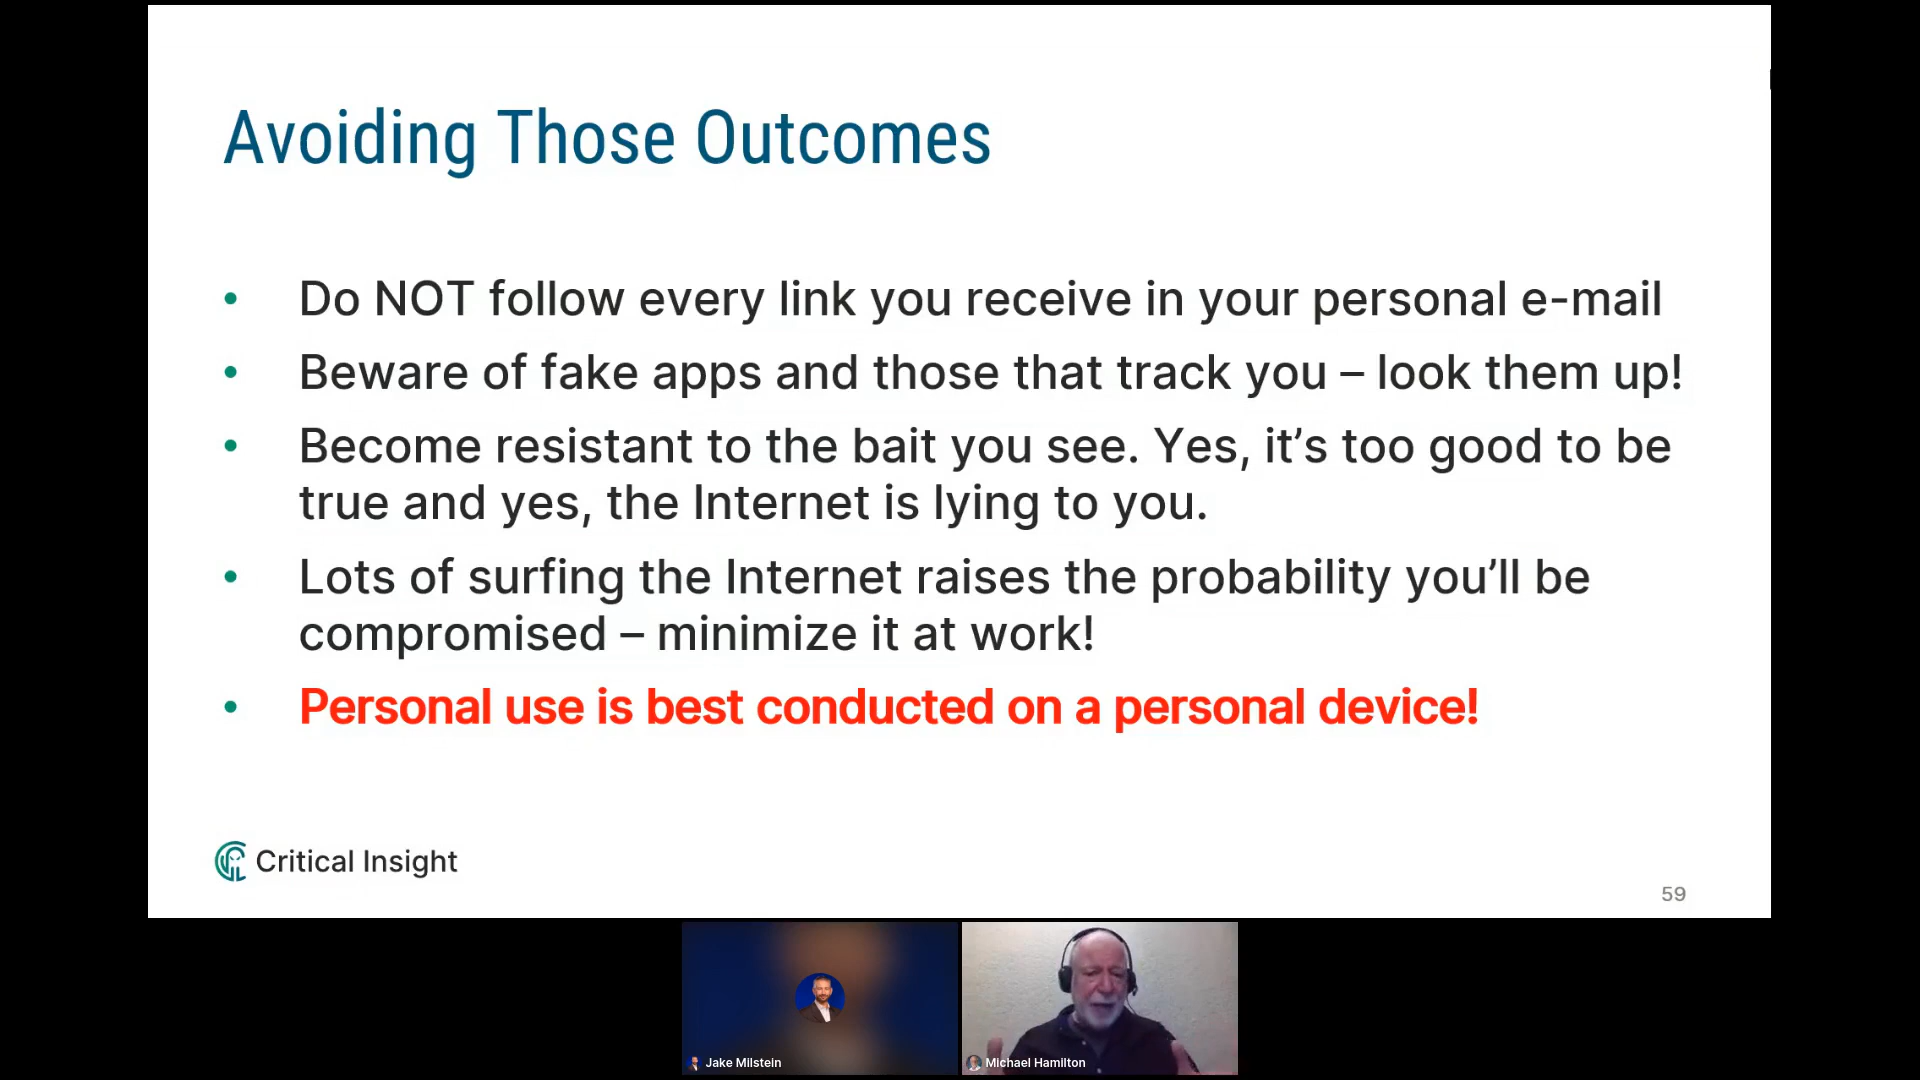 Avoiding Those Outcomes
• Do NOT follow every link you receive in your personal e-mail
• Beware of fake apps and those that track you – look them up!
• Become resistant to the bait you see. Yes, it’s too good to be
true and yes, the Internet is lying to you.
• Lots of surfing the Internet raises the probability you’ll be
compromised – minimize it at work!
• Personal use is best conducted on a personal device!
Critical Insight
59
Jake Milstein
Michael Hamilton